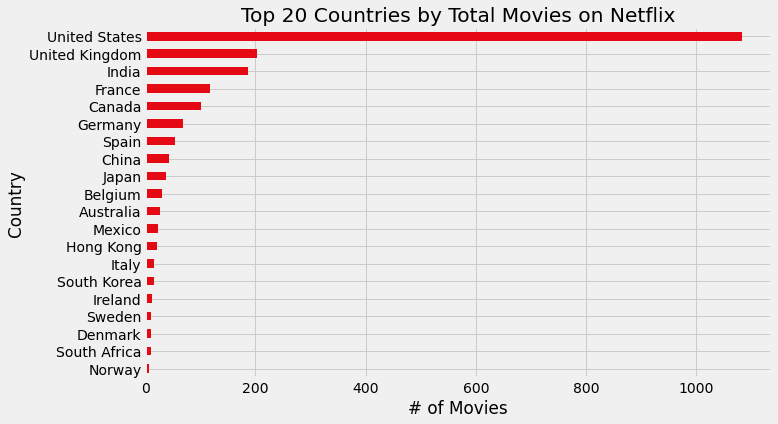 Top 20 Countries by Total Movies on Netflix
United States
United Kingdom
India
France
Canada
Germany
Spain
China
Japan
Belgium
Australia
Mexico
Hong Kong
Italy
South Korea
Ireland
Sweden
Denmark
South Africa
Norway
Country
0 200 400 600 800 1000
# of Movies